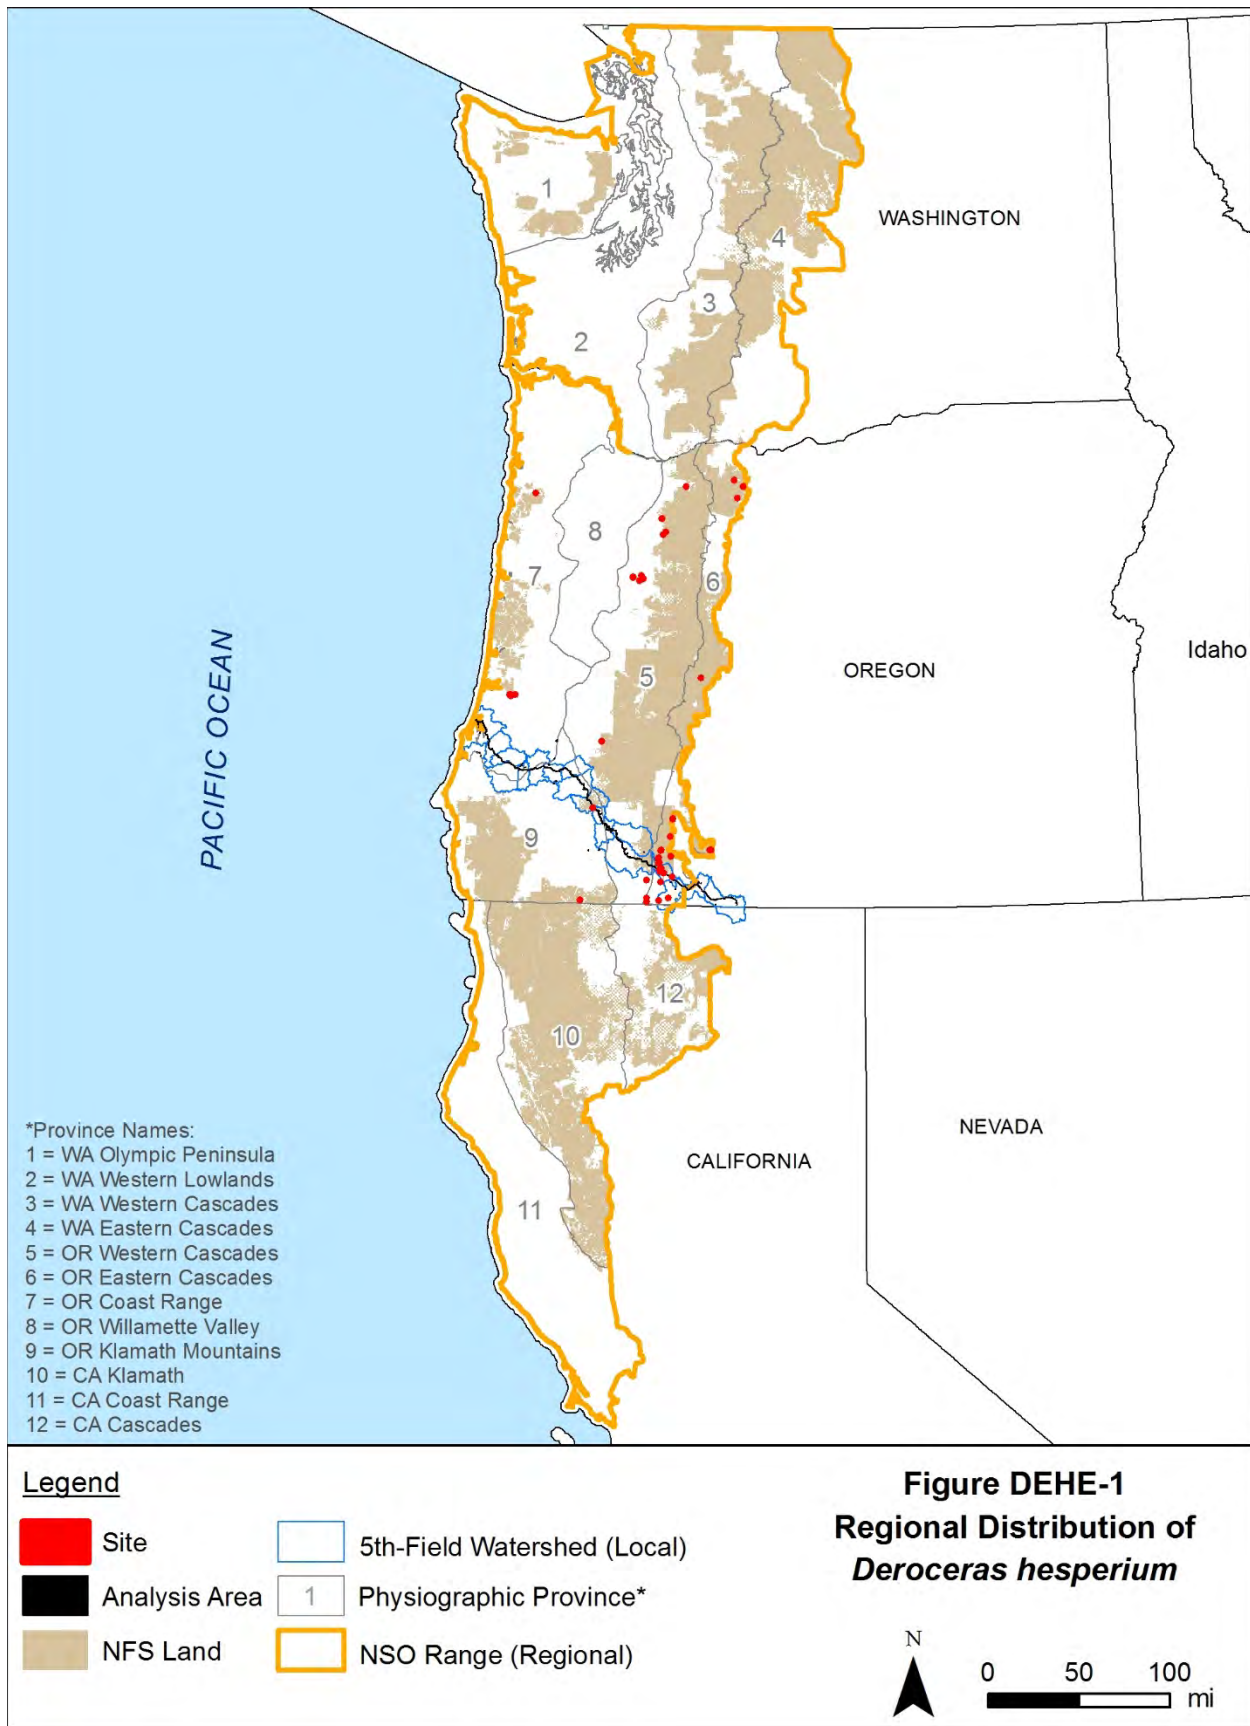 WASHINGTON
1
4
3
2
8
7
6
5
OREGON
Idaho
PACIFIC OCEAN
9
12
10
NEVADA
CALIFORNIA
11
*Province Names:
1 = WA Olympic Peninsula
2 = WA Western Lowlands
3 = WA Western Cascades
4 = WA Eastern Cascades
5 = OR Western Cascades
6 = OR Eastern Cascades
7 = OR Coast Range
8 = OR Willamette Valley
9 = OR Klamath Mountains
10 = CA Klamath
11 = CA Coast Range
12 = CA Cascades
Legend
Site
Analysis Area
NFS Land
5th-Field Watershed (Local)
1 Physiographic Province*
NSO Range (Regional)
Figure DEHE-1
Regional Distribution of
Deroceras hesperium
N
0 50 100
mi